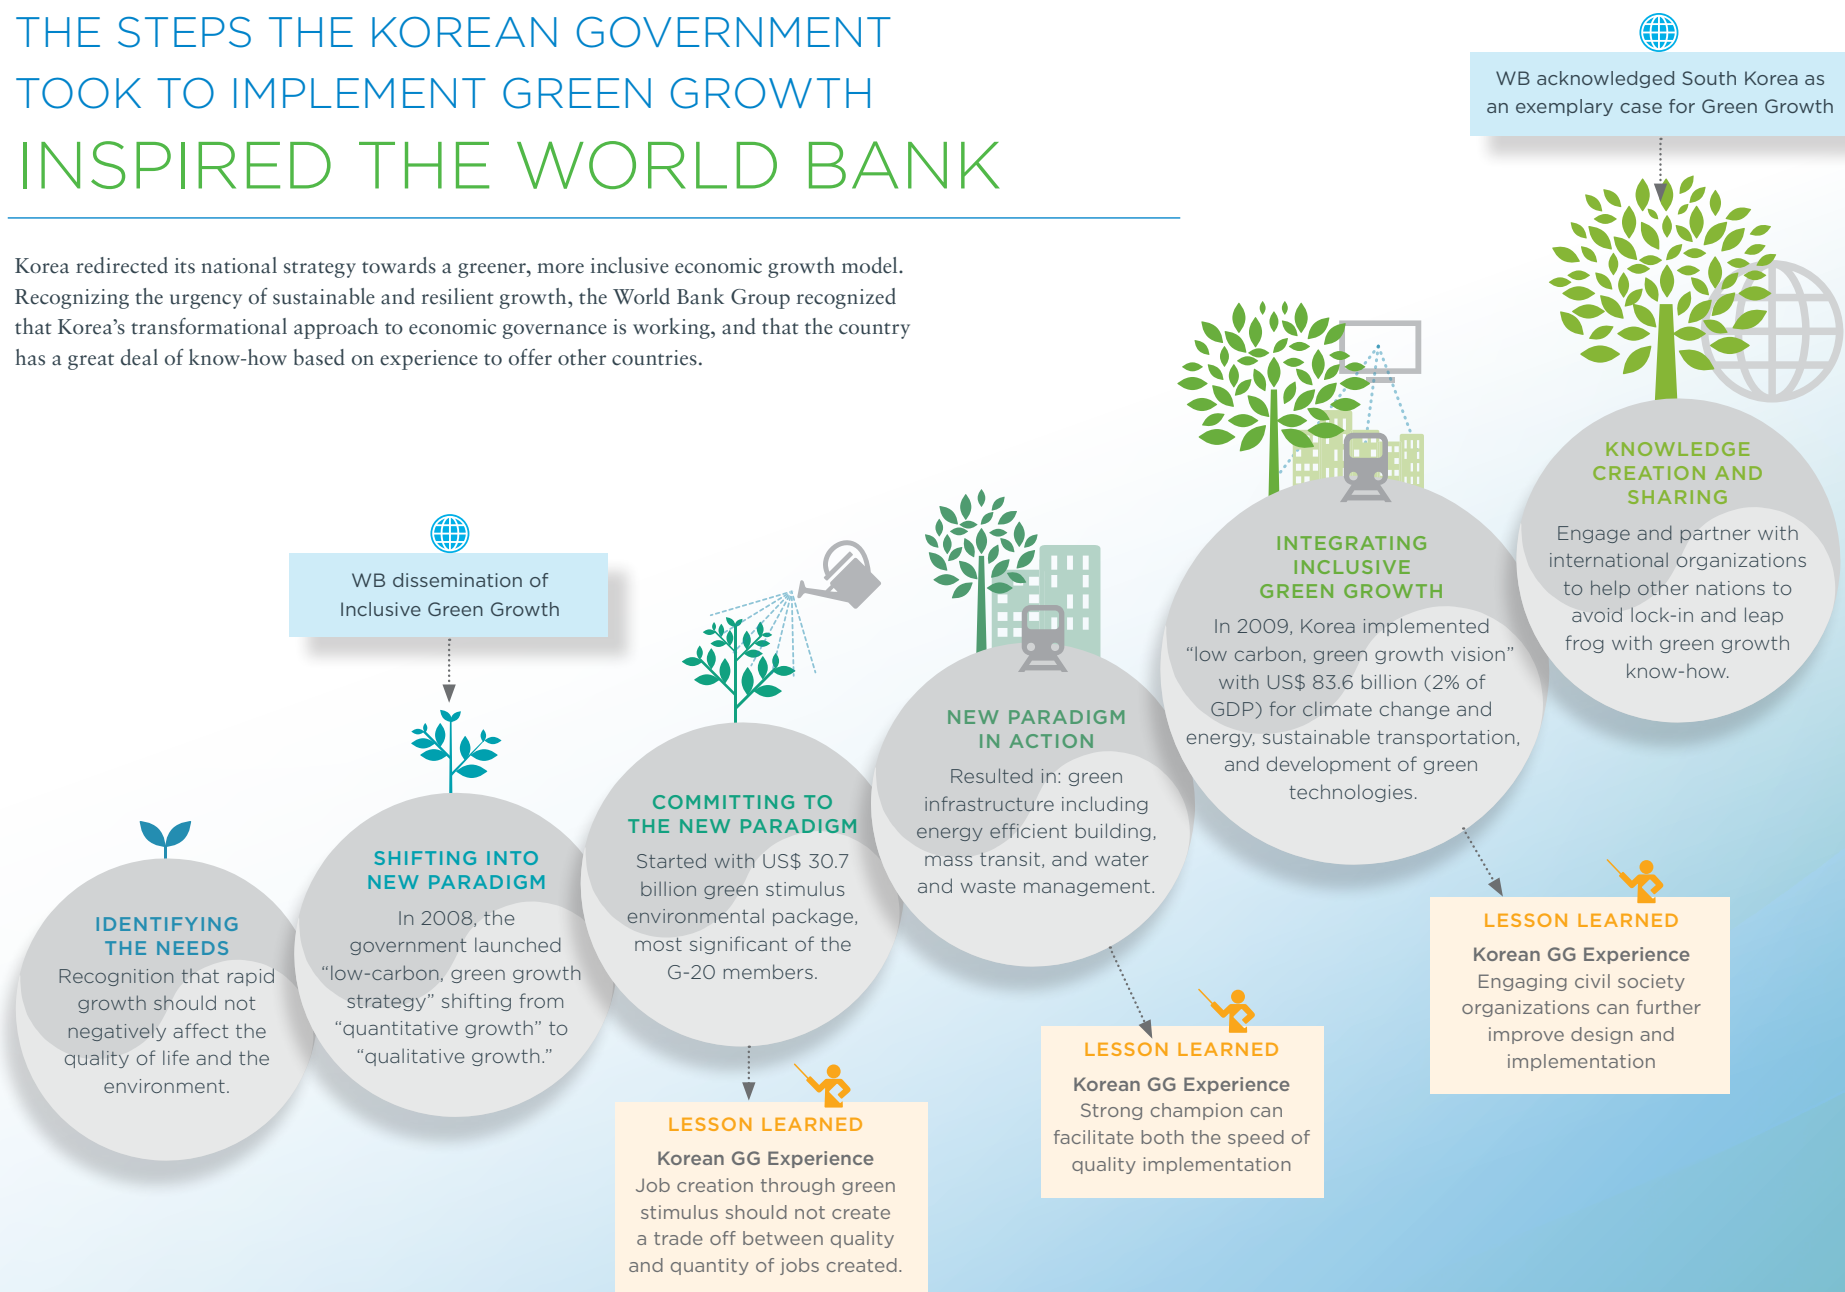 THE STEPS THE KOREAN GOVERNMENT
TOOK TO IMPLEMENT GREEN GROWTH
INSPIRED THE WORLD BANK
Korea redirected its national strategy towards a greener, more inclusive economic growth model.
Recognizing the urgency of sustainable and resilient growth, the World Bank Group recognized
that Korea's transformational approach to economic governance is working, and that the country
has a great deal of know-how based on experience to offer other countries.
IDENTIFYING
THE NEEDS
Recognition that rapid
growth should not
negatively affect the
quality of life and the
environment.
WB dissemination of
Inclusive Green Growth
SHIFTING INTO
NEW PARADIGM
In 2008, the
government launched
“low-carbon, green growth
strategy” shifting from
“quantitative growth” to
“qualitative growth.”
COMMITTING TO
THE NEW PARADIGM
Started with US$ 30.7
billion green stimulus
environmental package,
most significant of the
G-20 members.
LESSON LEARNED
Korean GG Experience
Job creation through green
stimulus should not create
a trade off between quality
and quantity of jobs created.
NEW PARADIGM
IN ACTION
Resulted in: green
infrastructure including
energy efficient building,
mass transit, and water
and waste management.
LESSON LEARNED
Korean GG Experience
Strong champion can
facilitate both the speed of
quality implementation
INTEGRATING
INCLUSIVE
GREEN GROWTH
In 2009, Korea implemented
“low carbon, green growth vision”
with US$ 83.6 billion (2% of
GDP) for climate change and
energy, sustainable transportation,
and development of green
technologies.
LESSON LEARNED
Korean GG Experience
Engaging civil society
organizations can further
improve design and
implementation
WB acknowledged South Korea as
an exemplary case for Green Growth
KNOWLEDGE
CREATION AND
SHARING
Engage and partner with
international organizations
to help other nations to
avoid lock-in and leap
frog with green growth
know-how.